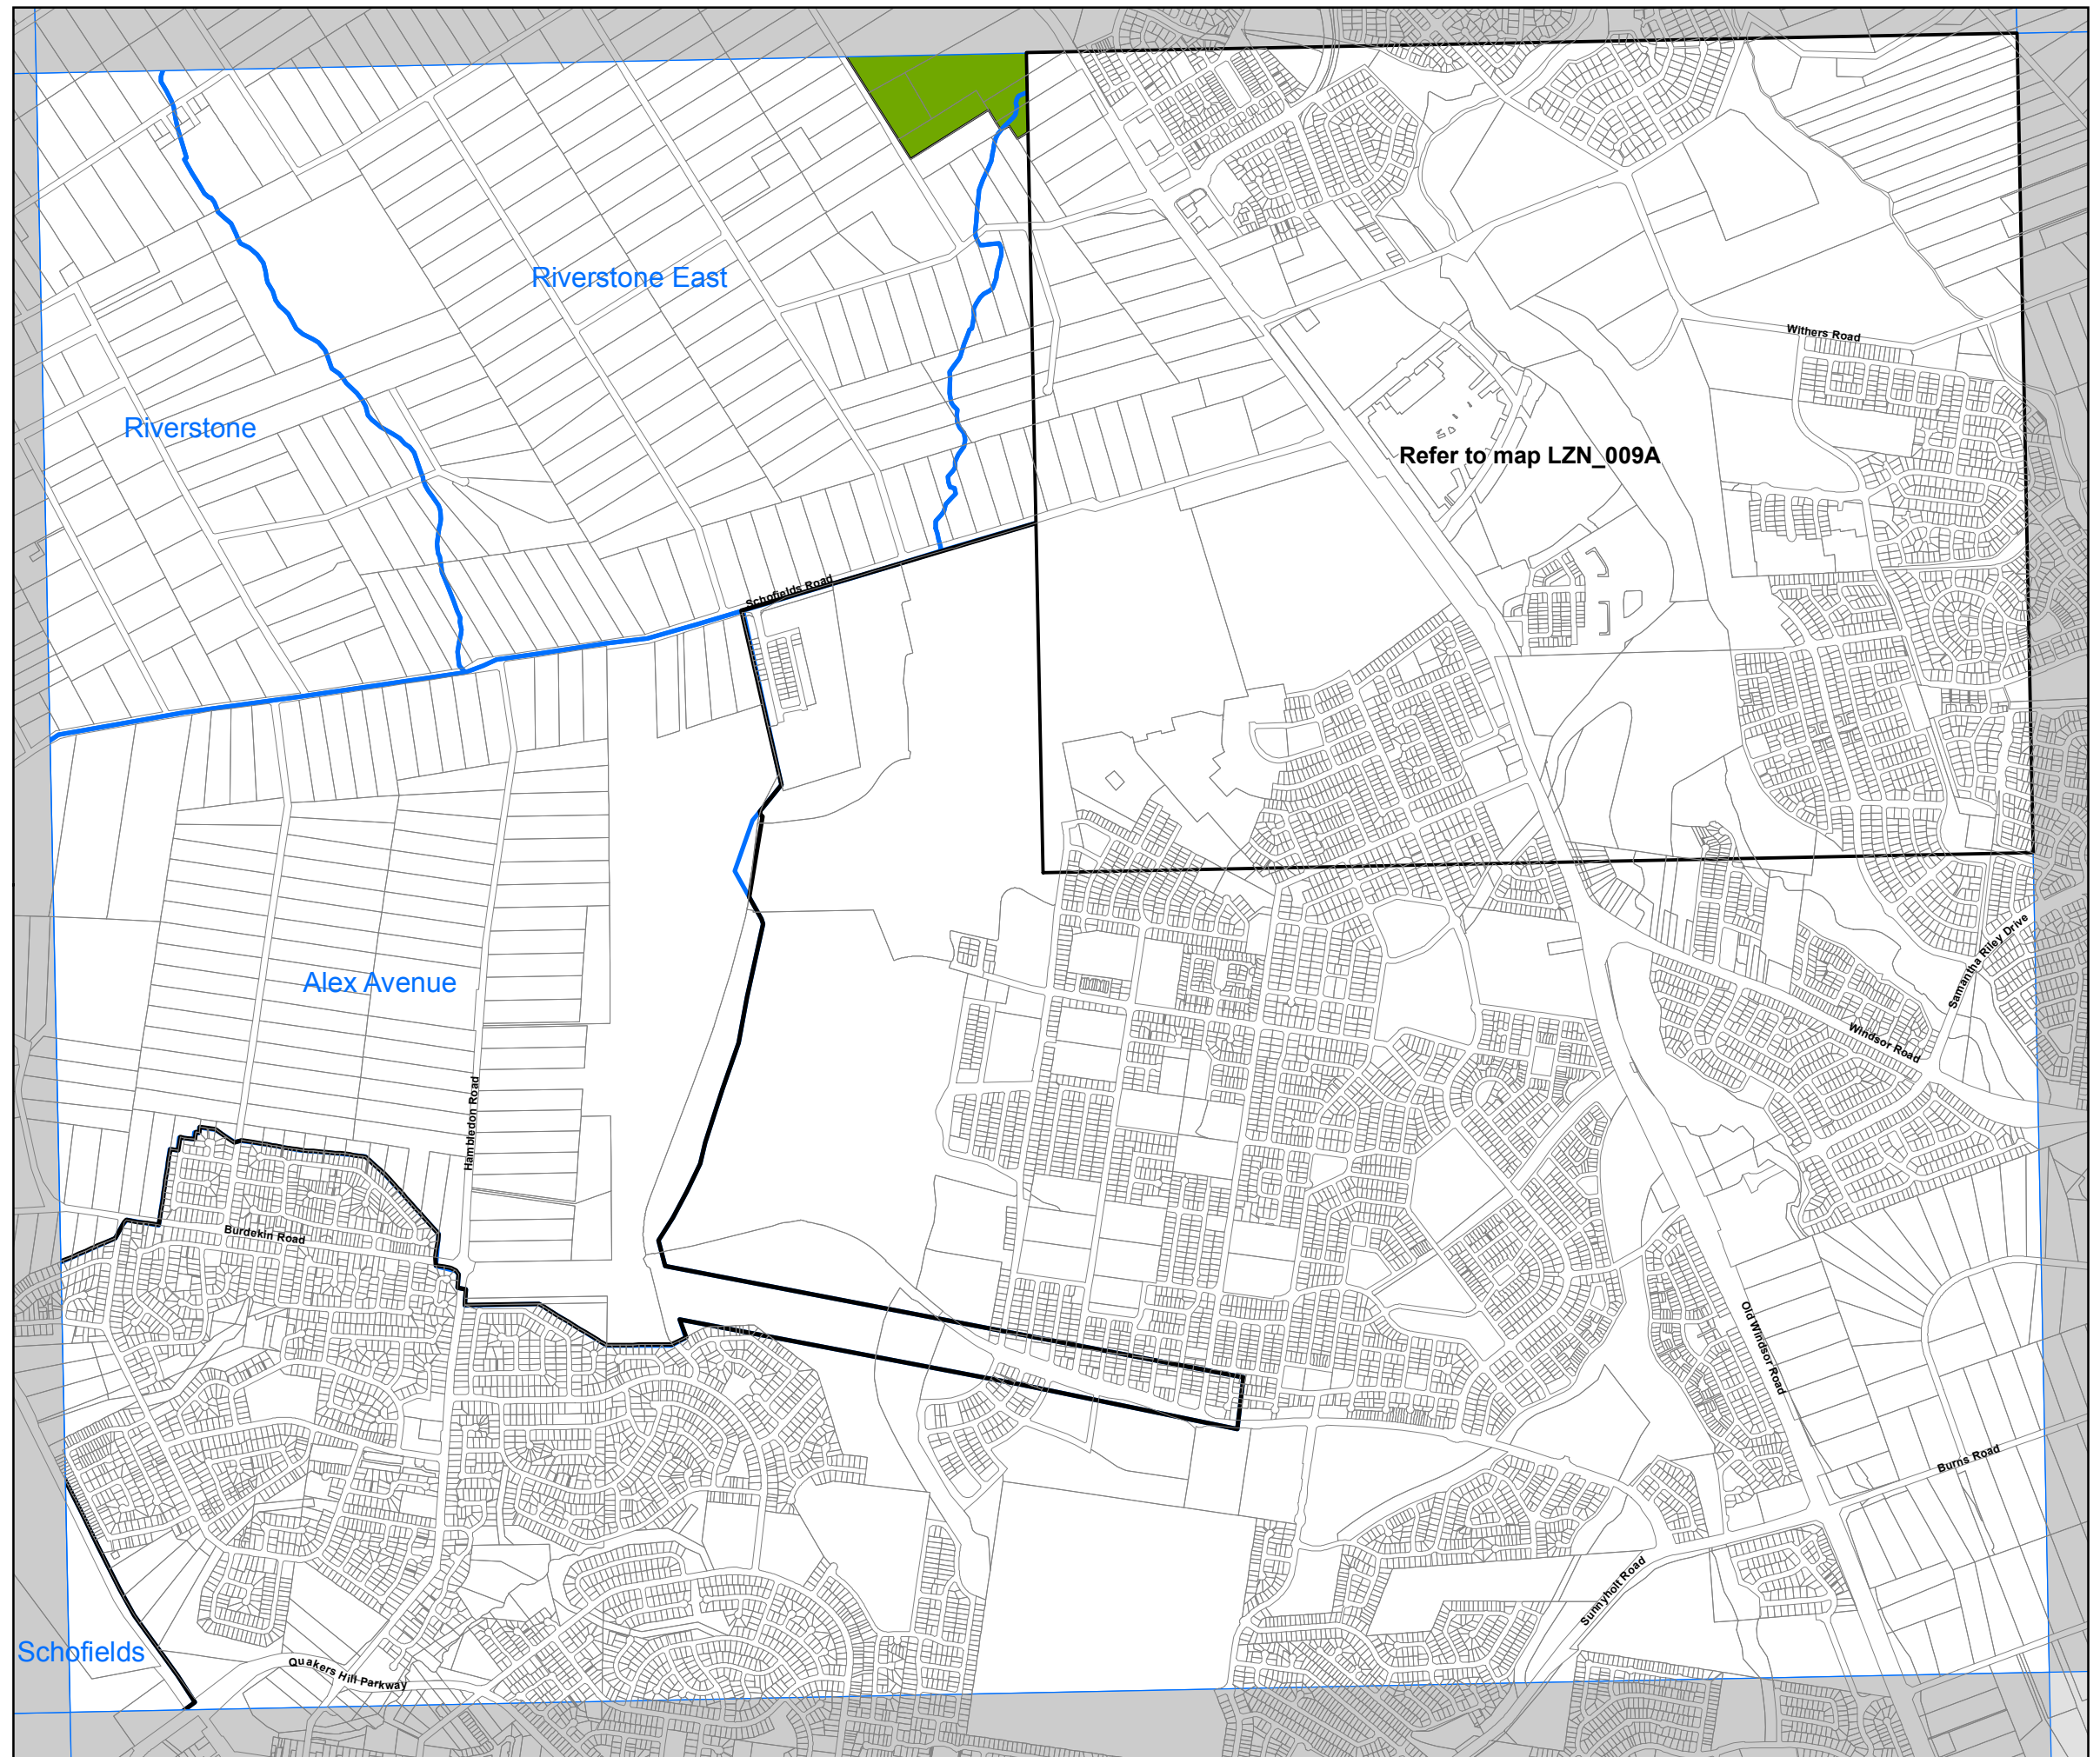 Riverstone East
Withers Road
Riverstone
Refer to map LZN_009A
Schofields Road
Samantha Riley Drive
Alex Avenue
Windsor Road
Hambledon Road
Burdekin Road
Old Windsor Road
Burns Road
Sunnyholt Road
Schofields
Quakers Hill Parkway